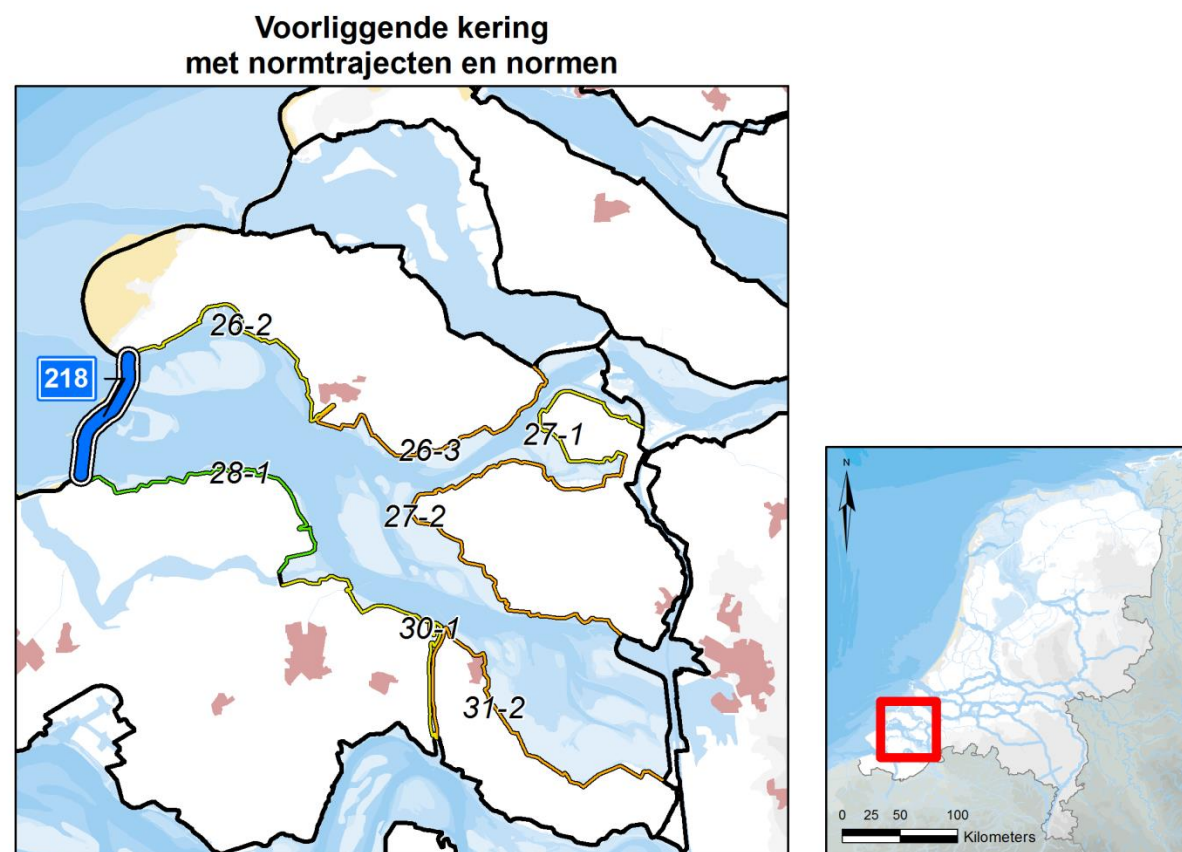 Voorliggende kering
met normtrajecten en normen
26-2
218
26-3
27-1
28-1
27-2
30-1
31-2
N
0 25 50 100
Kilometers